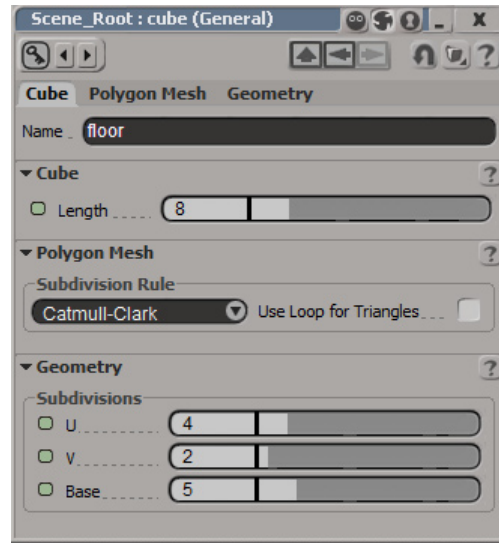 Scene_Root : cube (General)
X
?
Cube Polygon Mesh Geometry
Name floor
Cube ?
Length 8
Polygon Mesh ?
Subdivision Rule
Catmull-Clark Use Loop for Triangles
Geometry ?
Subdivisions
U 4
V 2
Base 5